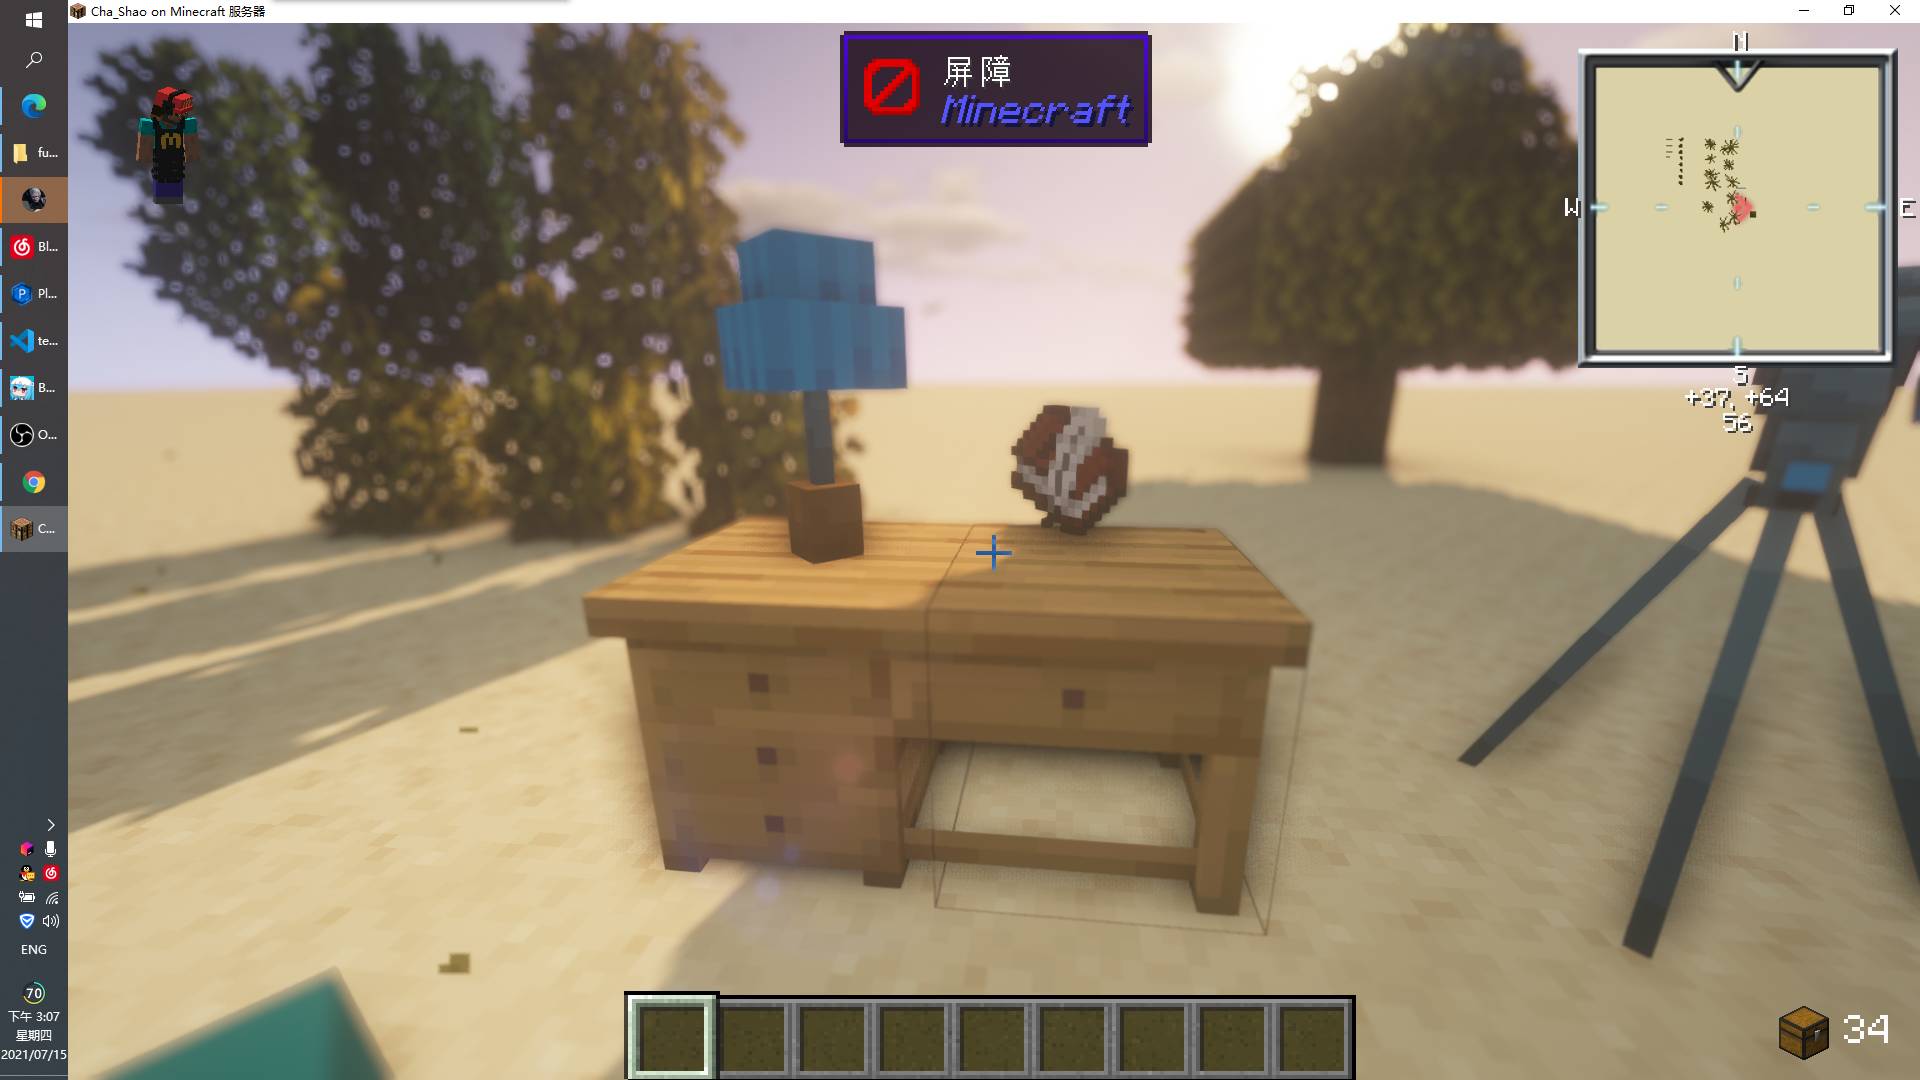 Cha_Shao on Minecraft 服务器
fu...
Bl...
Pl...
te...
B...
O...
C...
ENG
70
下午 3:07
星期四
2021/07/15
屏障
Minecraft
N
W
E
S
+37, +64
56
34